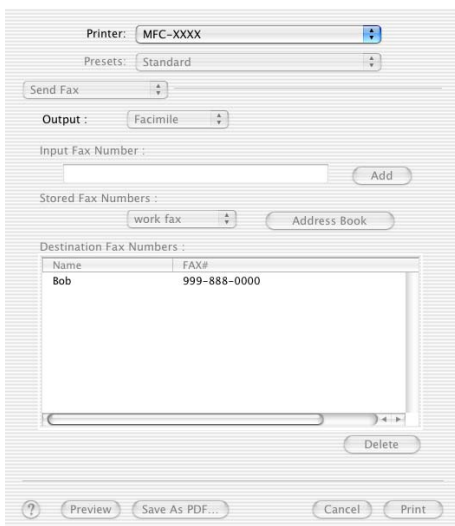 Printer: MFC-XXXX
Presets: Standard
Send Fax
Output : Facimile
Input Fax Number :
Add
Stored Fax Numbers :
work fax Address Book
Destination Fax Numbers :
Name FAX#
Bob 999-888-0000
Delete
? Preview Save As PDF... Cancel Print